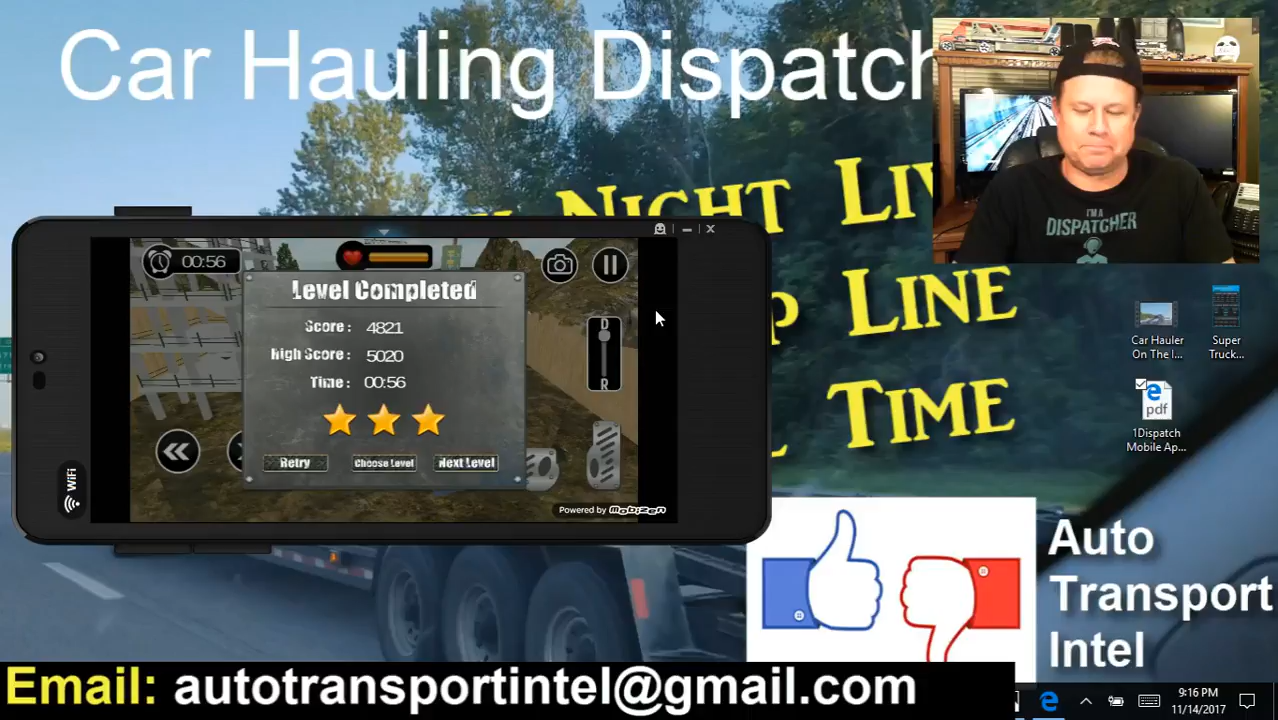 Car Hauling Dispatch
NIGHT LIV
LINE
TIME
I'M A
DISPATCHER
00:56
Level Completed
Score: 4821
High Score: 5020
Time: 00:56
Retry
Choose Level
Next Level
D
R
WiFi
Powered by mobizen
Car Hauler
On The I...
Super
Truck...
pdf
1Dispatch
Mobile Ap...
Auto
Transport
Intel
Email: autotransportintel@gmail.com
9:16 PM
11/14/2017